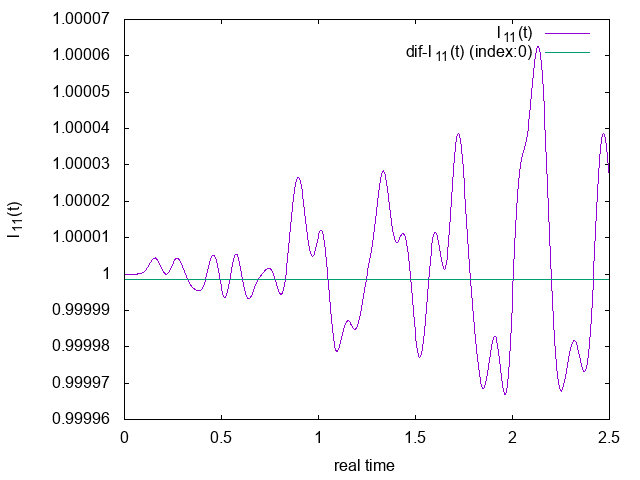 I11(t)
dif-I11(t) (index:0)
1.00007
1.00006
1.00005
1.00004
1.00003
1.00002
1.00001
1
0.99999
0.99998
0.99997
0.99996
I11(t)
0 0.5 1 1.5 2 2.5
real time